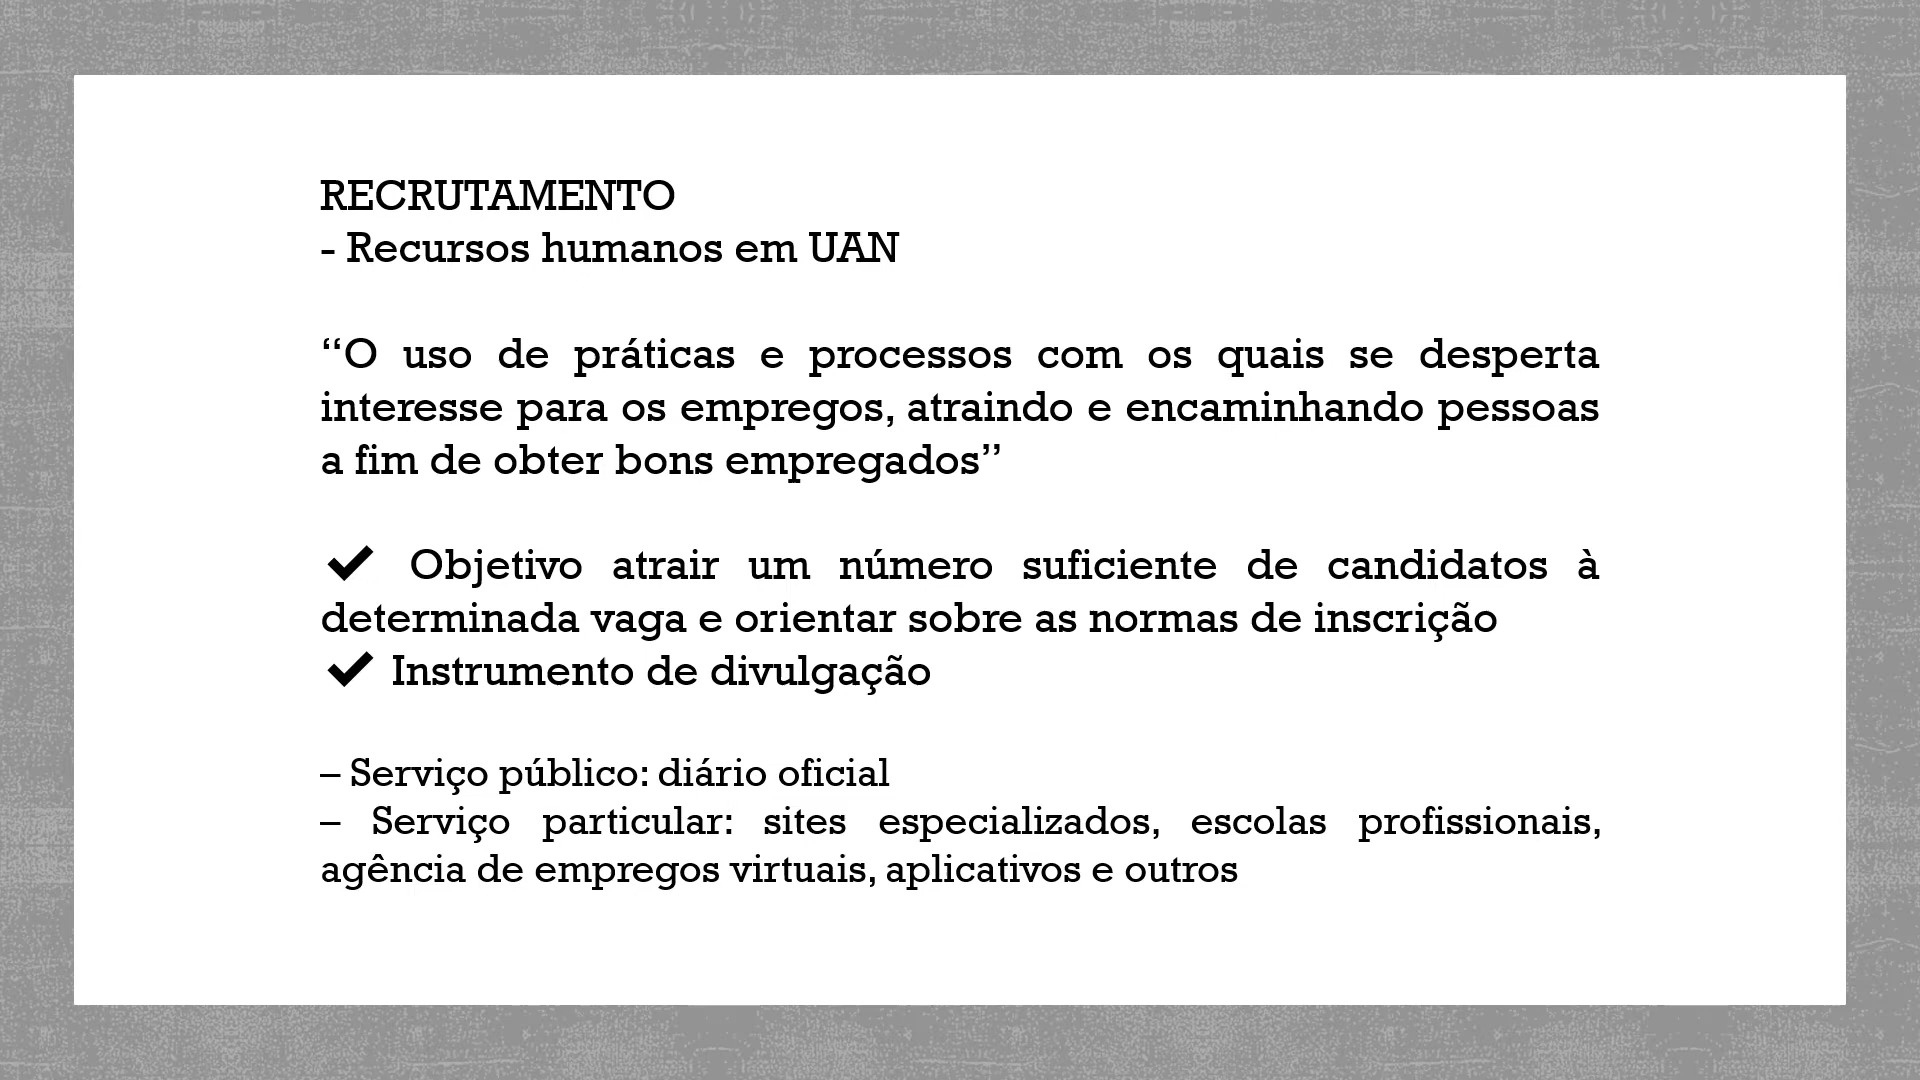 RECRUTAMENTO
- Recursos humanos em UAN
“O uso de práticas e processos com os quais se desperta
interesse para os empregos, atraindo e encaminhando pessoas
a fim de obter bons empregados”
✔ Objetivo atrair um número suficiente de candidatos à
determinada vaga e orientar sobre as normas de inscrição
✔ Instrumento de divulgação
– Serviço público: diário oficial
– Serviço particular: sites especializados, escolas profissionais,
agência de empregos virtuais, aplicativos e outros